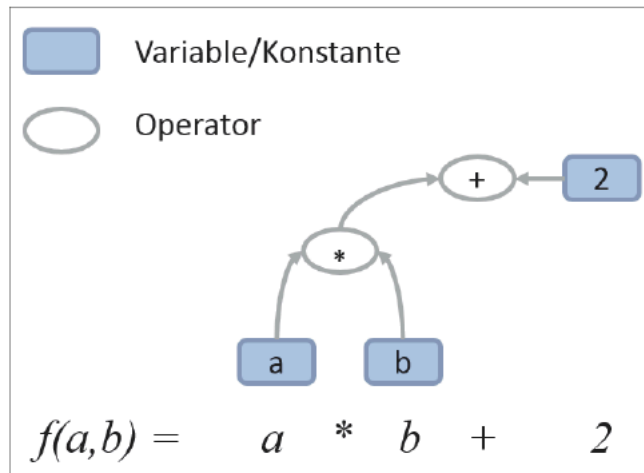 Variable/Konstante
Operator
+ 2
*
a b
f(a,b) = a * b + 2